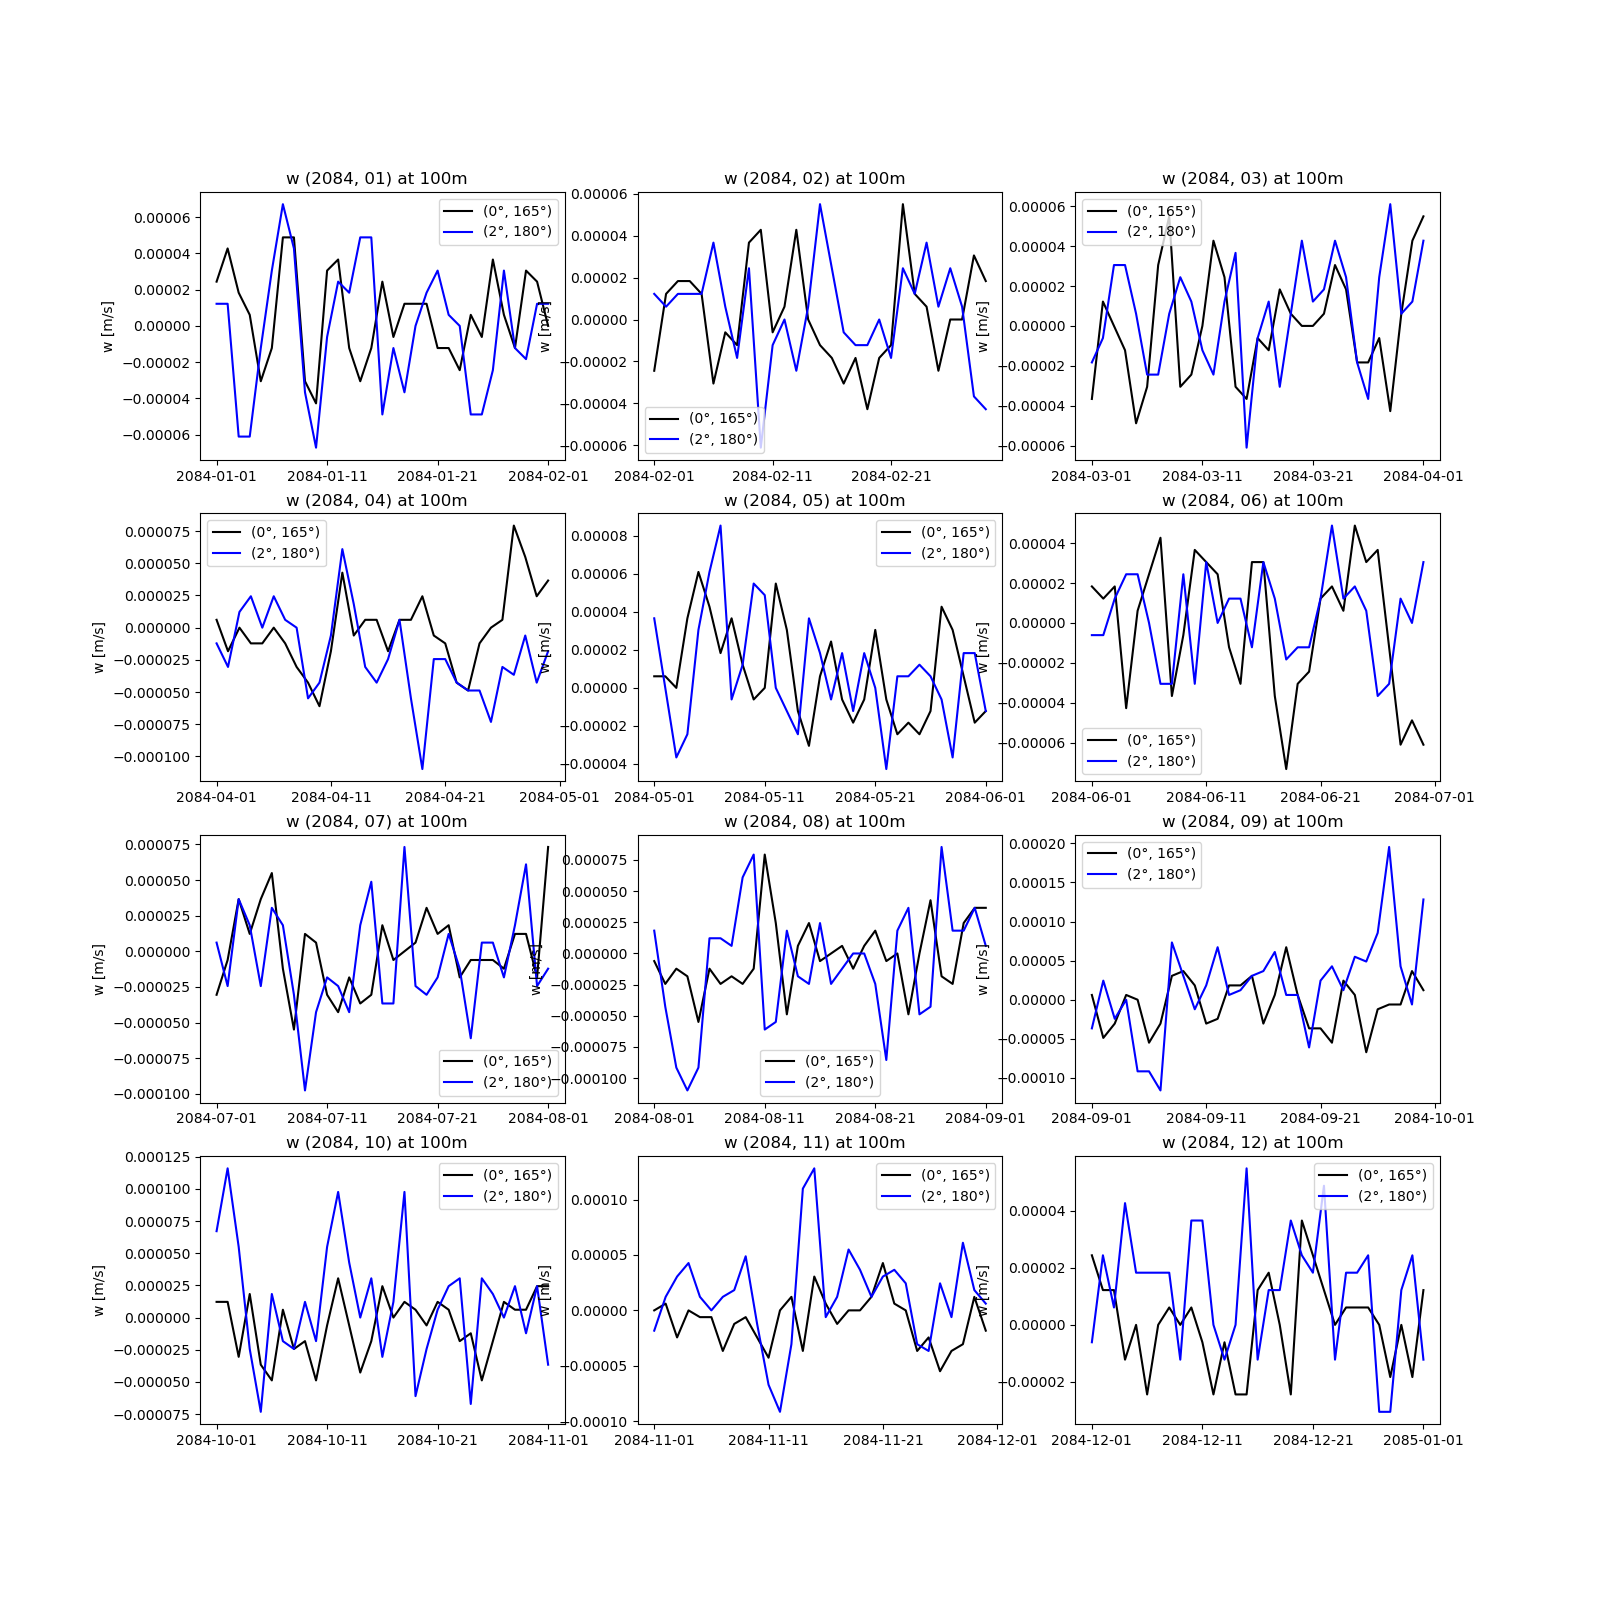 w (2084, 01) at 100m
w [m/s]
0.00006
0.00004
0.00002
0.00000
−0.00002
−0.00004
−0.00006
(0°, 165°)
(2°, 180°)
2084-01-01 2084-01-11 2084-01-21 2084-02-01
w (2084, 02) at 100m
w [m/s]
0.00006
0.00004
0.00002
0.00000
−0.00002
−0.00004
−0.00006
(0°, 165°)
(2°, 180°)
2084-02-01 2084-02-11 2084-02-21
w (2084, 03) at 100m
w [m/s]
0.00006
0.00004
0.00002
0.00000
−0.00002
−0.00004
−0.00006
(0°, 165°)
(2°, 180°)
2084-03-01 2084-03-11 2084-03-21 2084-04-01
w (2084, 04) at 100m
w [m/s]
0.000075
0.000050
0.000025
0.000000
−0.000025
−0.000050
−0.000075
−0.000100
(0°, 165°)
(2°, 180°)
2084-04-01 2084-04-11 2084-04-21 2084-05-01
w (2084, 05) at 100m
w [m/s]
0.00008
0.00006
0.00004
0.00002
0.00000
−0.00002
−0.00004
(0°, 165°)
(2°, 180°)
2084-05-01 2084-05-11 2084-05-21 2084-06-01
w (2084, 06) at 100m
w [m/s]
0.00004
0.00002
0.00000
−0.00002
−0.00004
−0.00006
(0°, 165°)
(2°, 180°)
2084-06-01 2084-06-11 2084-06-21 2084-07-01
w (2084, 07) at 100m
w [m/s]
0.000075
0.000050
0.000025
0.000000
−0.000025
−0.000050
−0.000075
−0.000100
(0°, 165°)
(2°, 180°)
2084-07-01 2084-07-11 2084-07-21 2084-08-01
w (2084, 08) at 100m
w [m/s]
0.000075
0.000050
0.000025
0.000000
−0.000025
−0.000050
−0.000075
−0.000100
(0°, 165°)
(2°, 180°)
2084-08-01 2084-08-11 2084-08-21 2084-09-01
w (2084, 09) at 100m
w [m/s]
0.00020
0.00015
0.00010
0.00005
0.00000
−0.00005
−0.00010
(0°, 165°)
(2°, 180°)
2084-09-01 2084-09-11 2084-09-21 2084-10-01
w (2084, 10) at 100m
w [m/s]
0.000125
0.000100
0.000075
0.000050
0.000025
0.000000
−0.000025
−0.000050
−0.000075
(0°, 165°)
(2°, 180°)
2084-10-01 2084-10-11 2084-10-21 2084-11-01
w (2084, 11) at 100m
w [m/s]
0.00010
0.00005
0.00000
−0.00005
−0.00010
(0°, 165°)
(2°, 180°)
2084-11-01 2084-11-11 2084-11-21 2084-12-01
w (2084, 12) at 100m
w [m/s]
0.00004
0.00002
0.00000
−0.00002
(0°, 165°)
(2°, 180°)
2084-12-01 2084-12-11 2084-12-21 2085-01-01